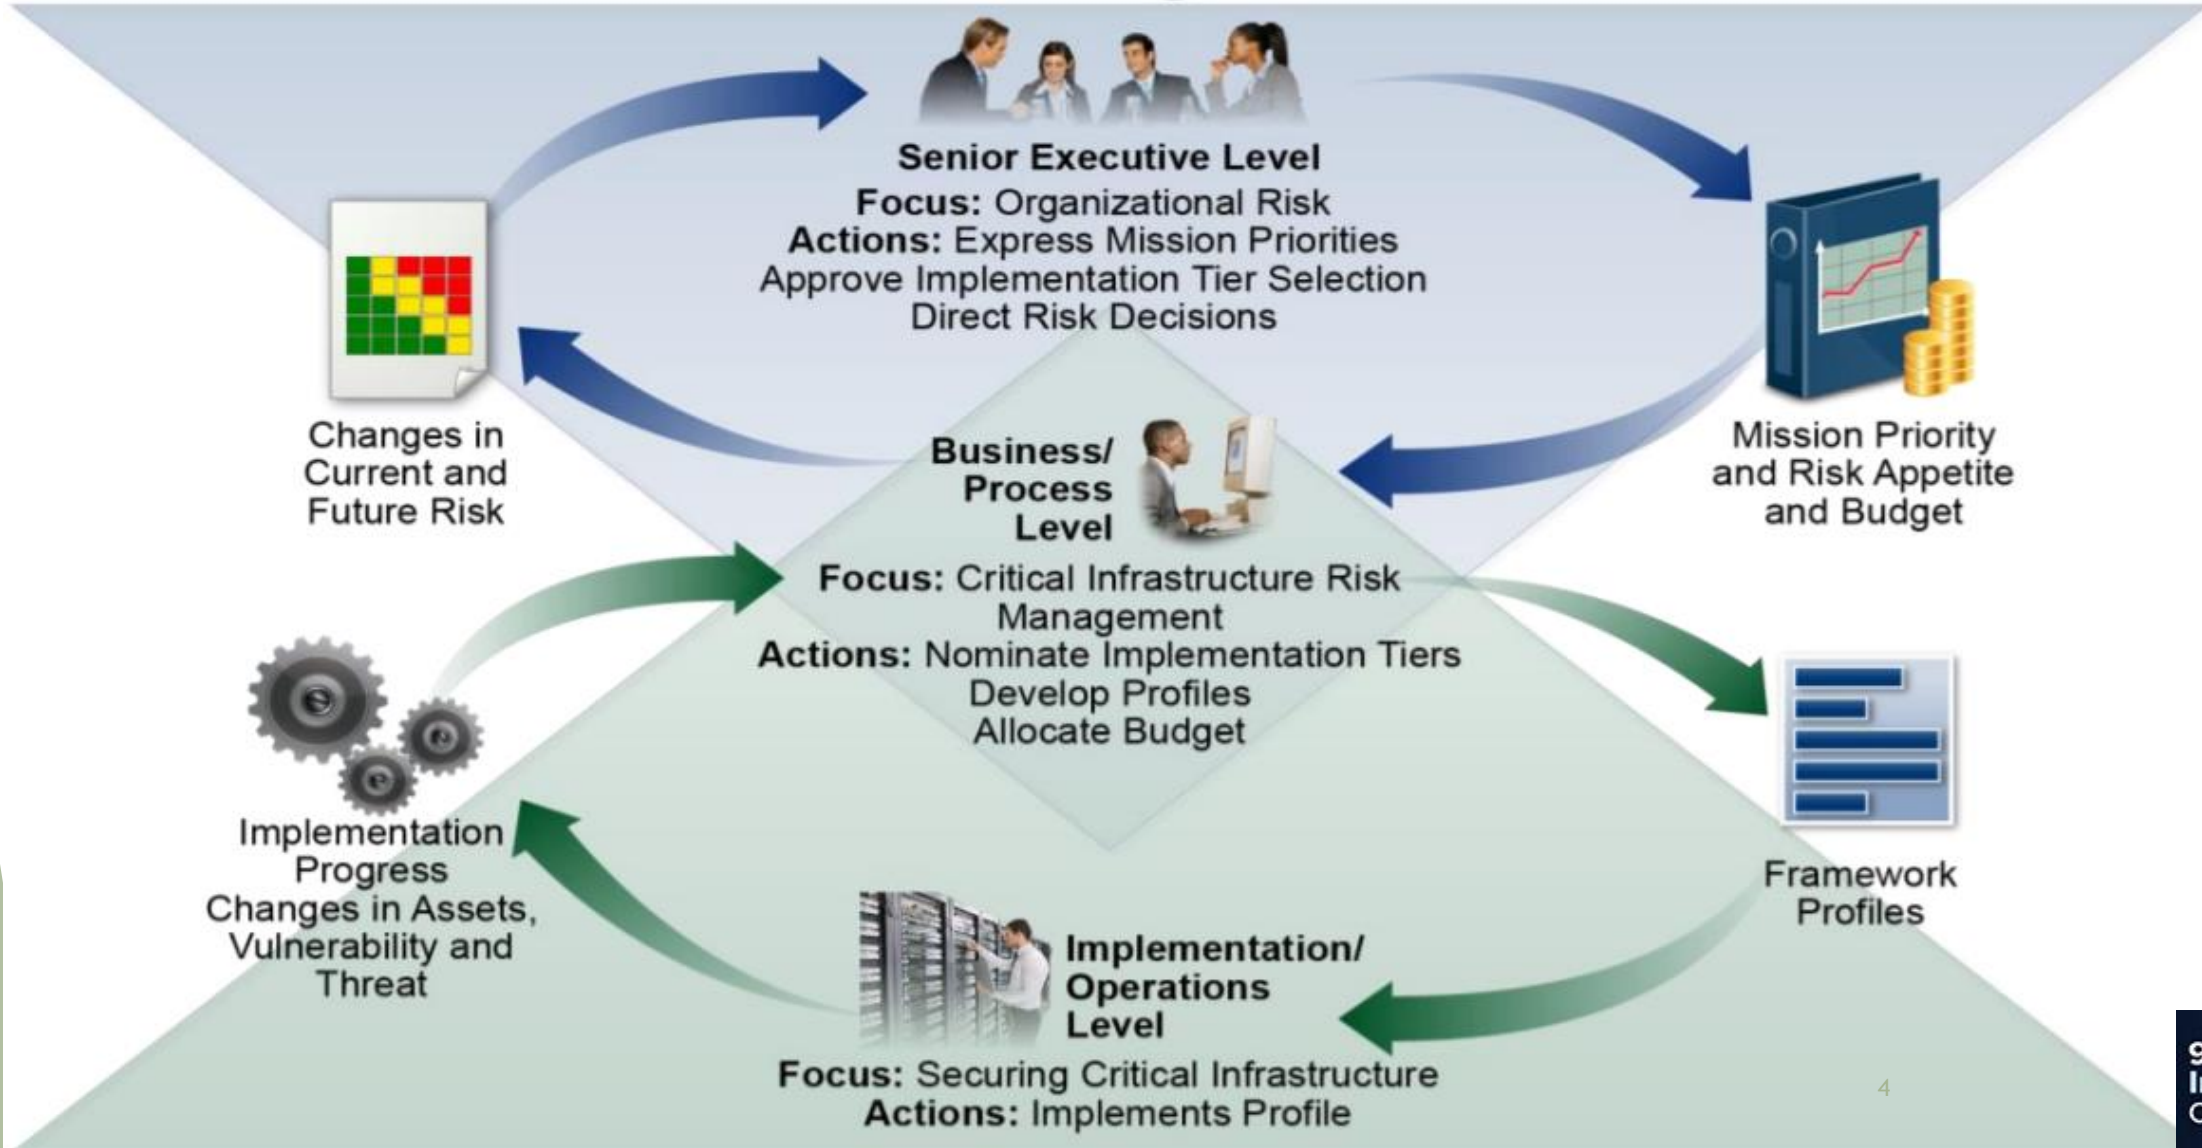 Senior Executive Level
Focus: Organizational Risk
Actions: Express Mission Priorities
Approve Implementation Tier Selection
Direct Risk Decisions
Changes in
Current and
Future Risk
Mission Priority
and Risk Appetite
and Budget
Business/
Process
Level
Focus: Critical Infrastructure Risk
Management
Actions: Nominate Implementation Tiers
Develop Profiles
Allocate Budget
Implementation
Progress
Changes in Assets,
Vulnerability and
Threat
Framework
Profiles
Implementation/
Operations
Level
Focus: Securing Critical Infrastructure
Actions: Implements Profile
4